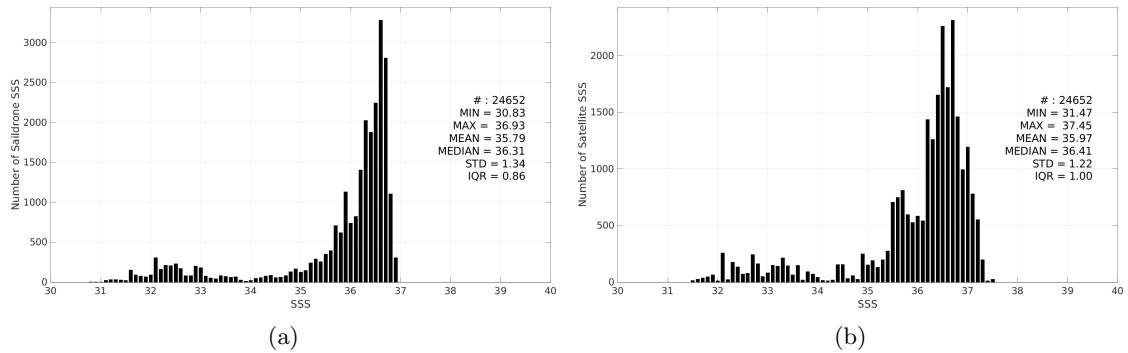 3000
2500
2000
1500
1000
500
0
Number of Saildrone SSS
# : 24652
MIN = 30.83
MAX = 36.93
MEAN = 35.79
MEDIAN = 36.31
STD = 1.34
IQR = 0.86
30 31 32 33 34 35 36 37 38 39 40
SSS
(a)
2000
1500
1000
500
0
Number of Satellite SSS
# : 24652
MIN = 31.47
MAX = 37.45
MEAN = 35.97
MEDIAN = 36.41
STD = 1.22
IQR = 1.00
30 31 32 33 34 35 36 37 38 39 40
SSS
(b)